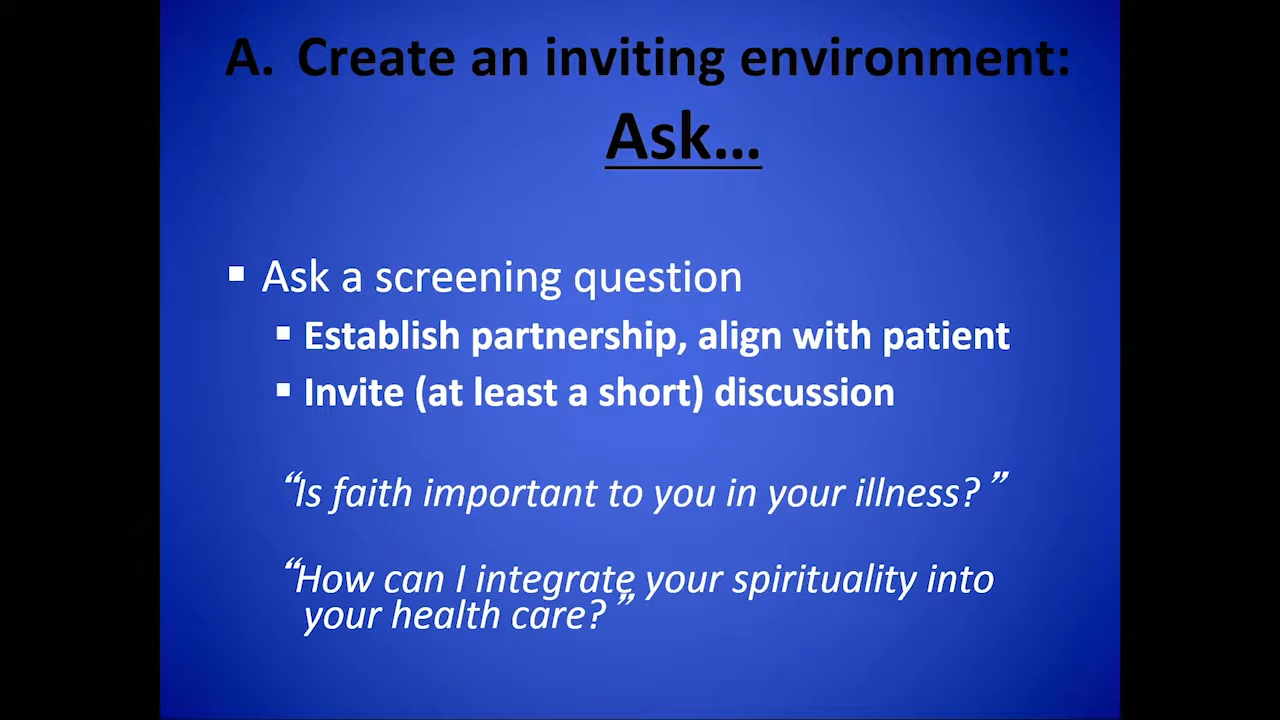 A. Create an inviting environment:
Ask…
▪ Ask a screening question
▪ Establish partnership, align with patient
▪ Invite (at least a short) discussion
“Is faith important to you in your illness?”
“How can I integrate your spirituality into
your health care?”